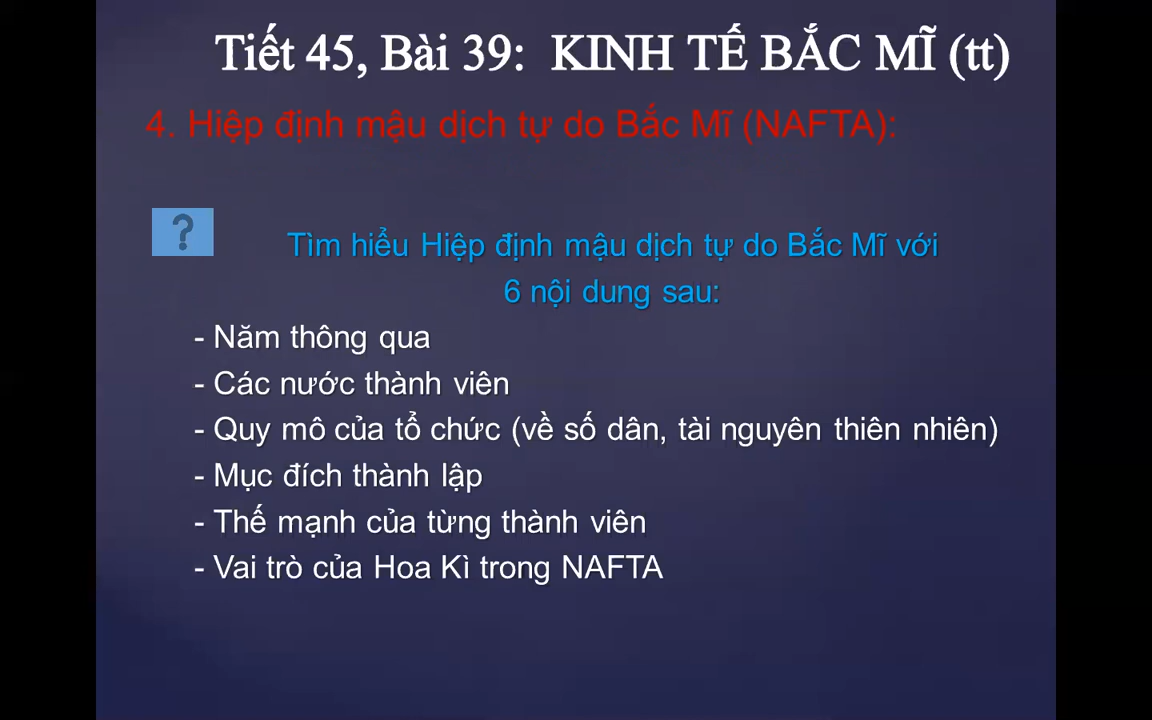 Tiết 45, Bài 39: KINH TẾ BẮC MĨ (tt)
4. Hiệp định mậu dịch tự do Bắc Mĩ (NAFTA):
?
Tìm hiểu Hiệp định mậu dịch tự do Bắc Mĩ với
6 nội dung sau:
- Năm thông qua
- Các nước thành viên
- Quy mô của tổ chức (về số dân, tài nguyên thiên nhiên)
- Mục đích thành lập
- Thế mạnh của từng thành viên
- Vai trò của Hoa Kì trong NAFTA